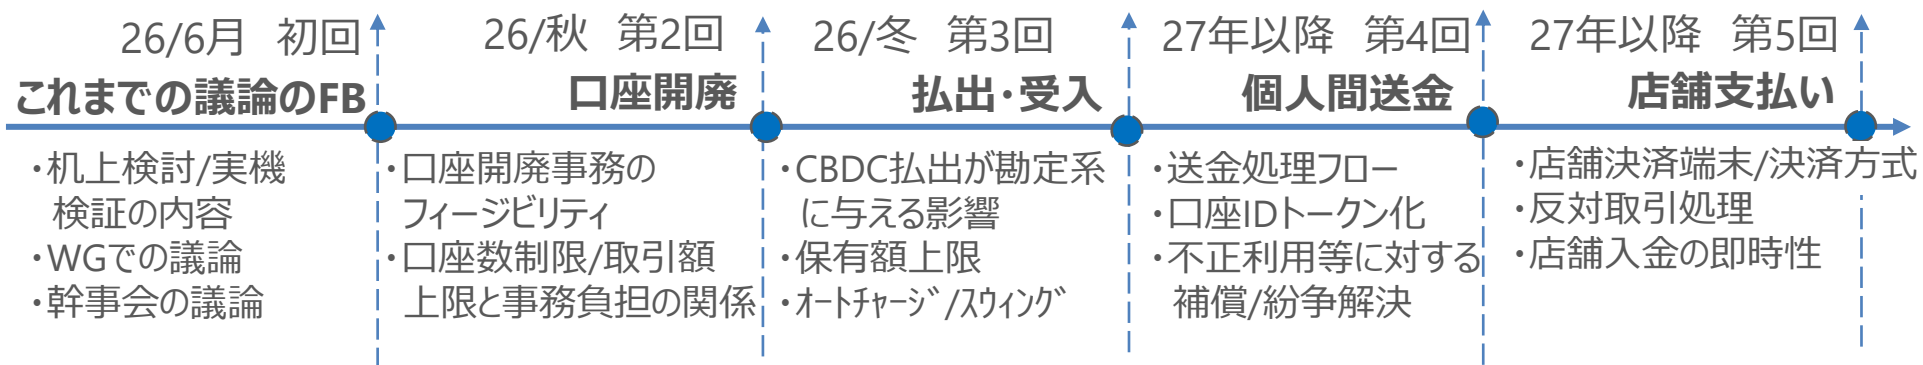 26/6月 初回
これまでの議論のFB
・机上検討/実機
検証の内容
・WGでの議論
・幹事会の議論
26/秋 第2回
口座開廃
・口座開廃事務の
フィージビリティ
・口座数制限/取引額
上限と事務負担の関係
26/冬 第3回
払出・受入
・CBDC払出が勘定系
に与える影響
・保有額上限
・ｵｰﾄﾁｬｰｼﾞ/ｽｳｨﾝｸﾞ
27年以降 第4回
個人間送金
・送金処理フロー
・口座IDトークン化
・不正利用等に対する
補償/紛争解決
27年以降 第5回
店舗支払い
・店舗決済端末/決済方式
・反対取引処理
・店舗入金の即時性